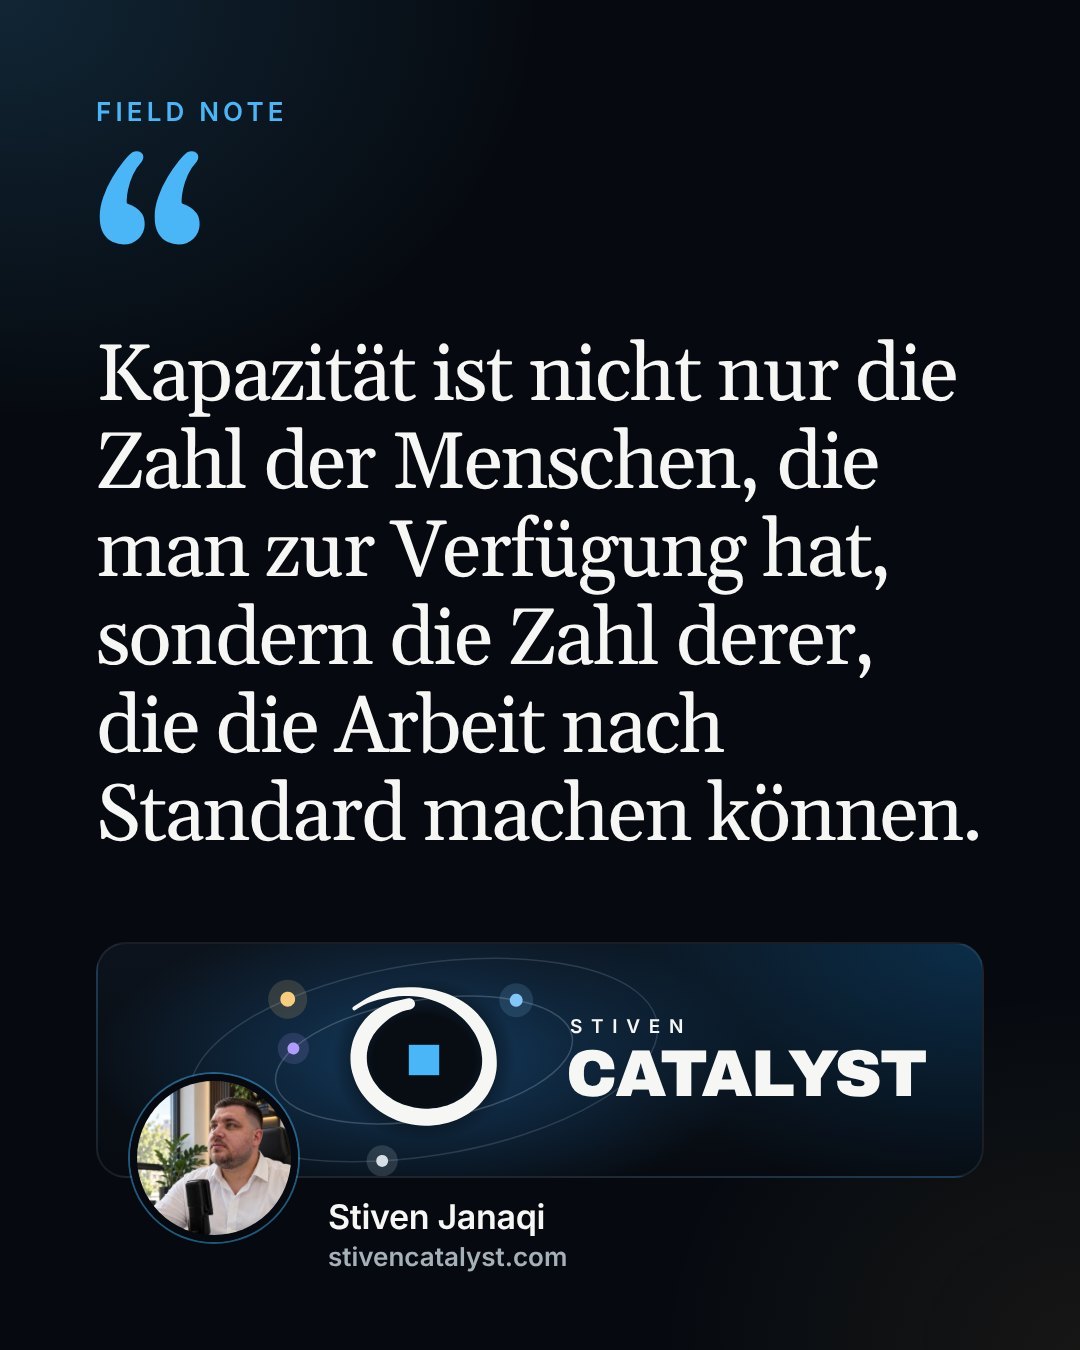 FIELD NOTE
“
Kapazität ist nicht nur die
Zahl der Menschen, die
man zur Verfügung hat,
sondern die Zahl derer,
die die Arbeit nach
Standard machen können.
STIVEN
CATALYST
Stiven Janaqi
stivencatalyst.com